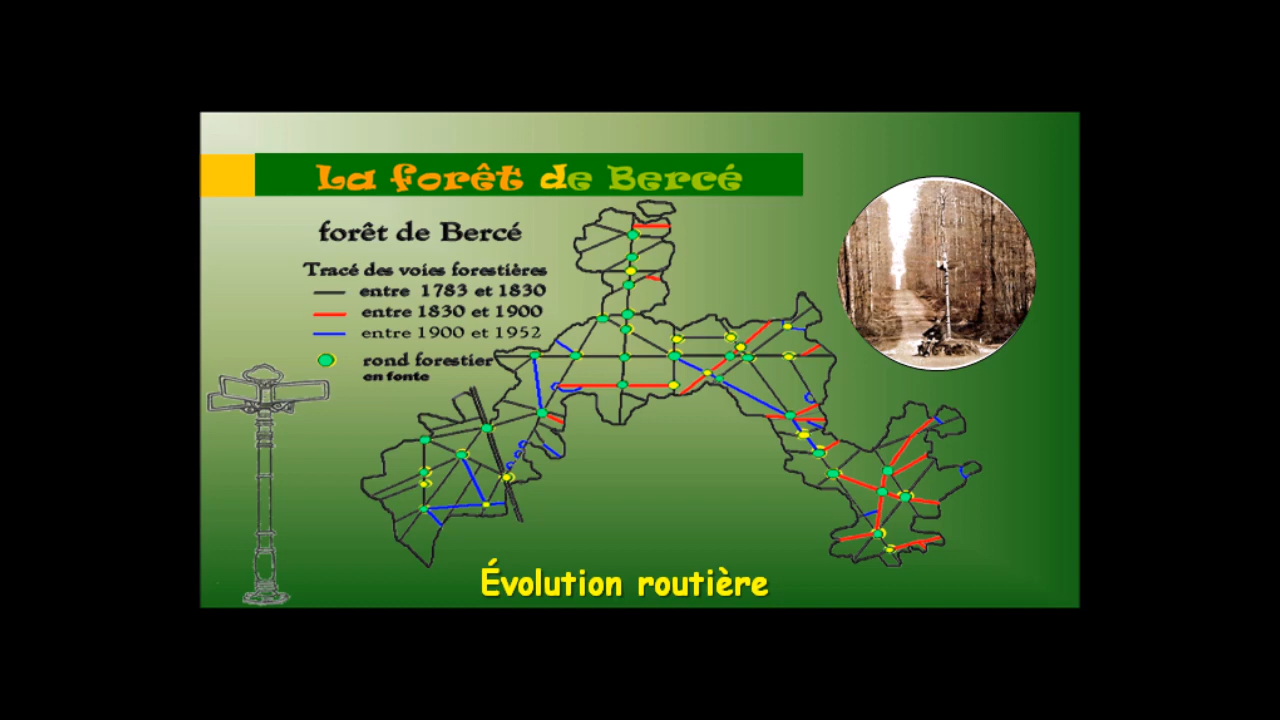 La forêt de Bercé
forêt de Bercé
Tracé des voies forestières
entre 1783 et 1830
entre 1830 et 1900
entre 1900 et 1952
rond forestier
en fonte
Évolution routière